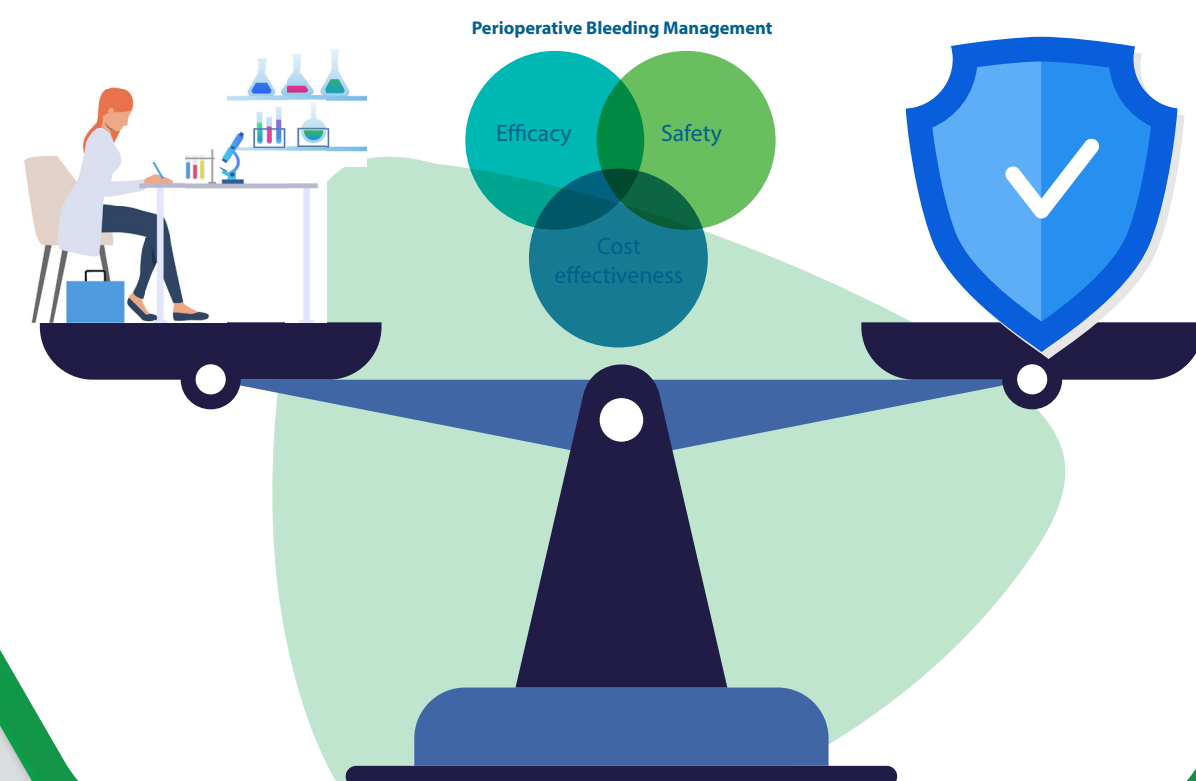 Perioperative Bleeding Management
Efficacy
Safety
Cost
effectiveness